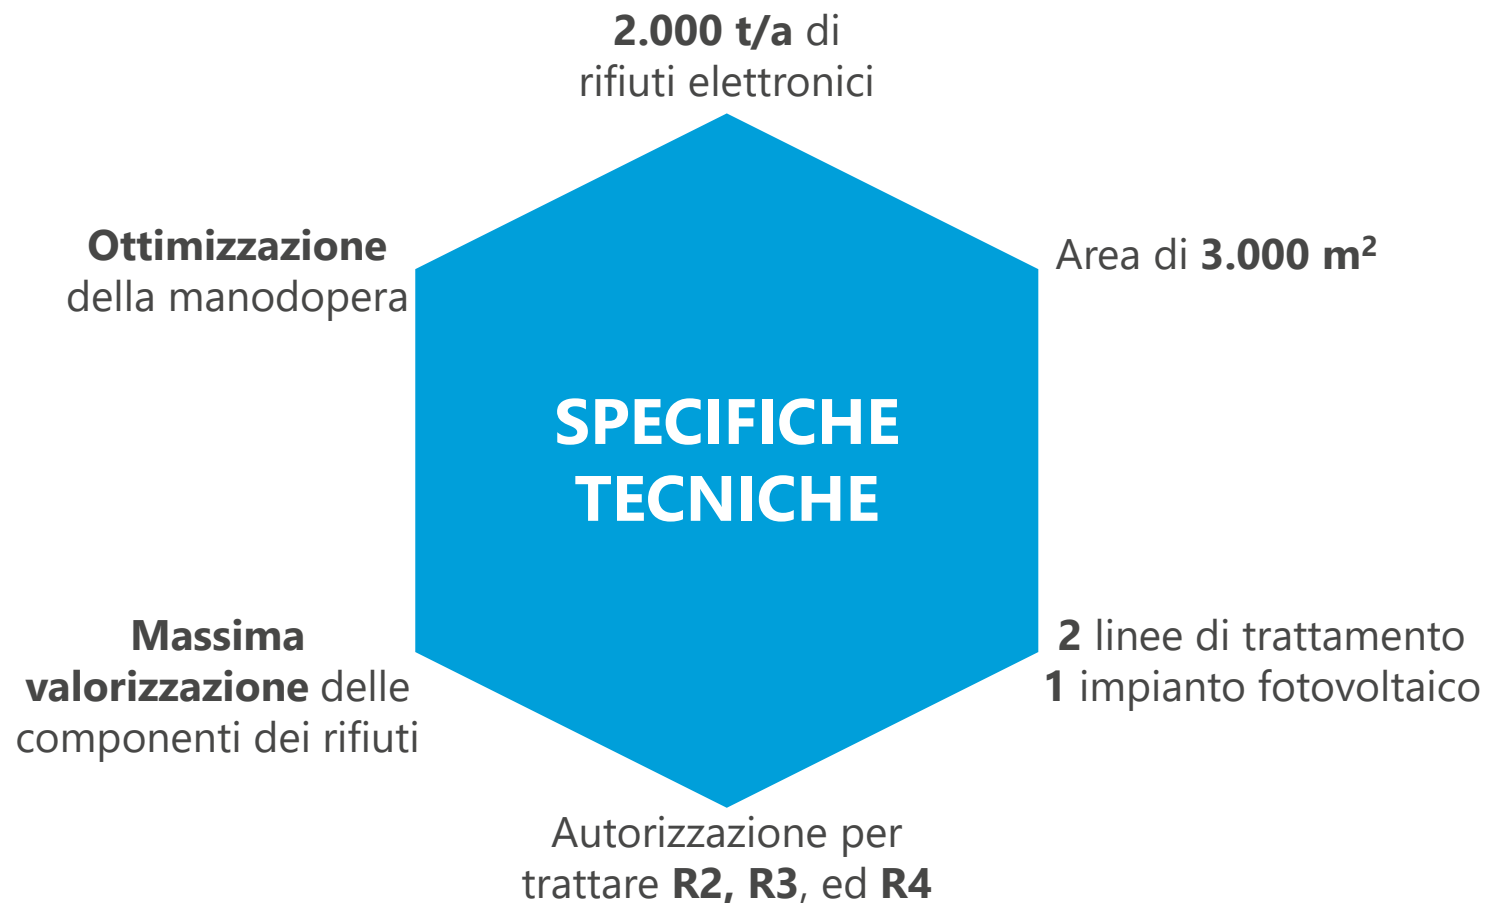 2.000 t/a di
rifiuti elettronici
Ottimizzazione
della manodopera
Area di 3.000 m²
SPECIFICHE
TECNICHE
Massima
valorizzazione delle
componenti dei rifiuti
2 linee di trattamento
1 impianto fotovoltaico
Autorizzazione per
trattare R2, R3, ed R4